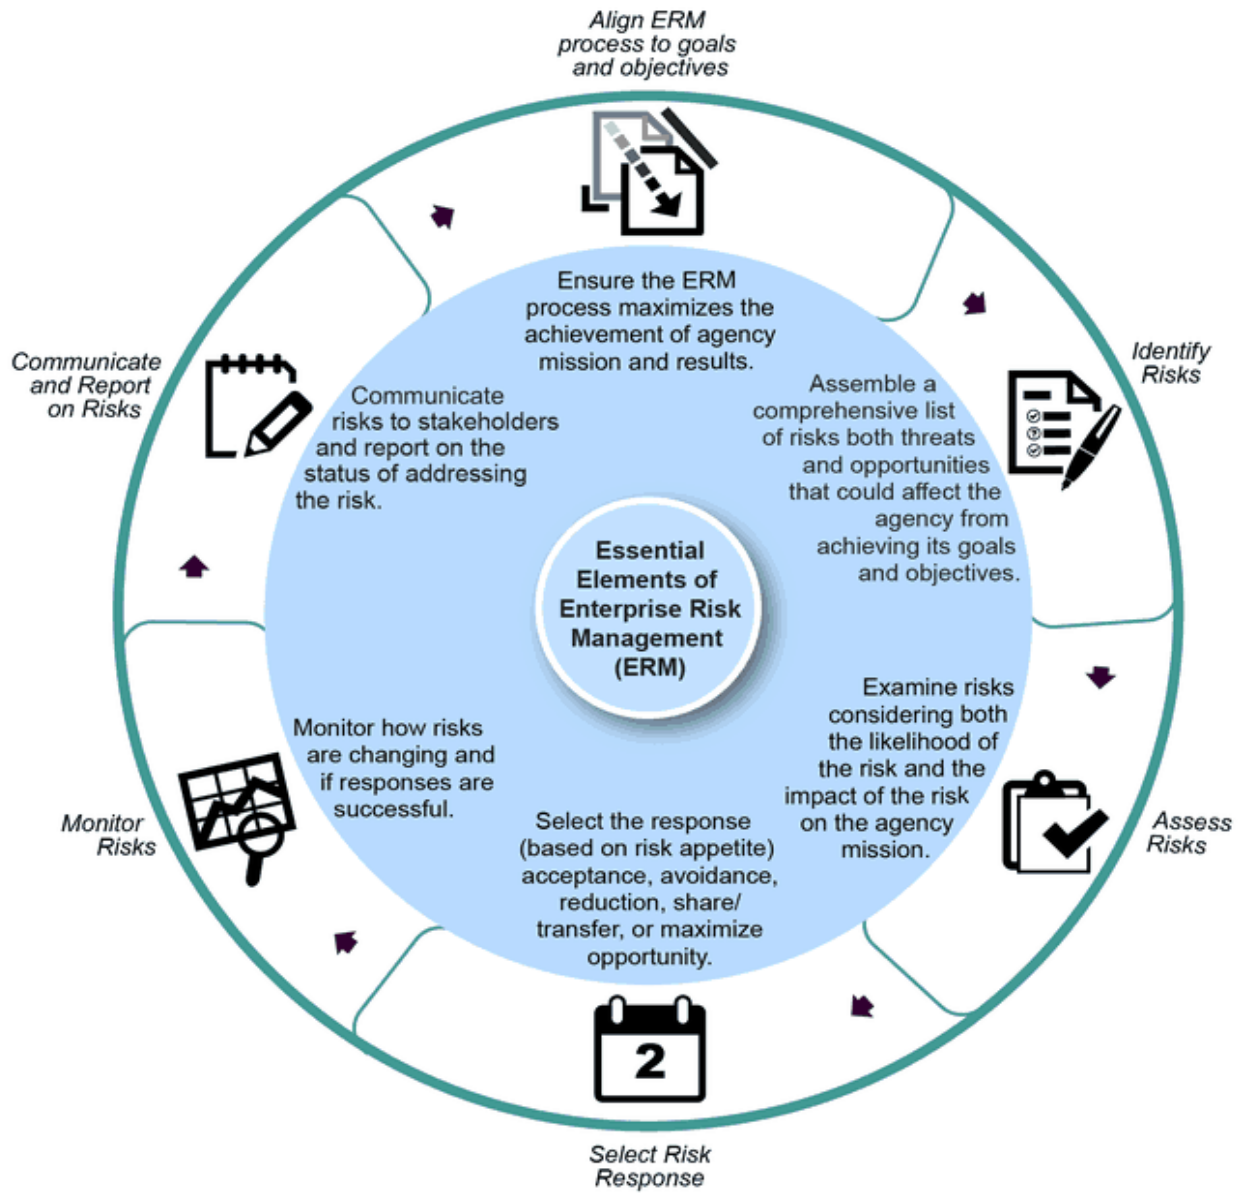 Align ERM
process to goals
and objectives
Ensure the ERM
process maximizes the
achievement of agency
mission and results.
Identify
Risks
Assemble a
comprehensive list
of risks both threats
and opportunities
that could affect the
agency from
achieving its goals
and objectives.
Assess
Risks
Examine risks
considering both
the likelihood of
the risk and the
impact of the risk
on the agency
mission.
Select Risk
Response
Select the response
(based on risk appetite)
acceptance, avoidance,
reduction, share/
transfer, or maximize
opportunity.
2
Monitor
Risks
Monitor how risks
are changing and
if responses are
successful.
Communicate
and Report
on Risks
Communicate
risks to stakeholders
and report on the
status of addressing
the risk.
Essential
Elements of
Enterprise Risk
Management
(ERM)